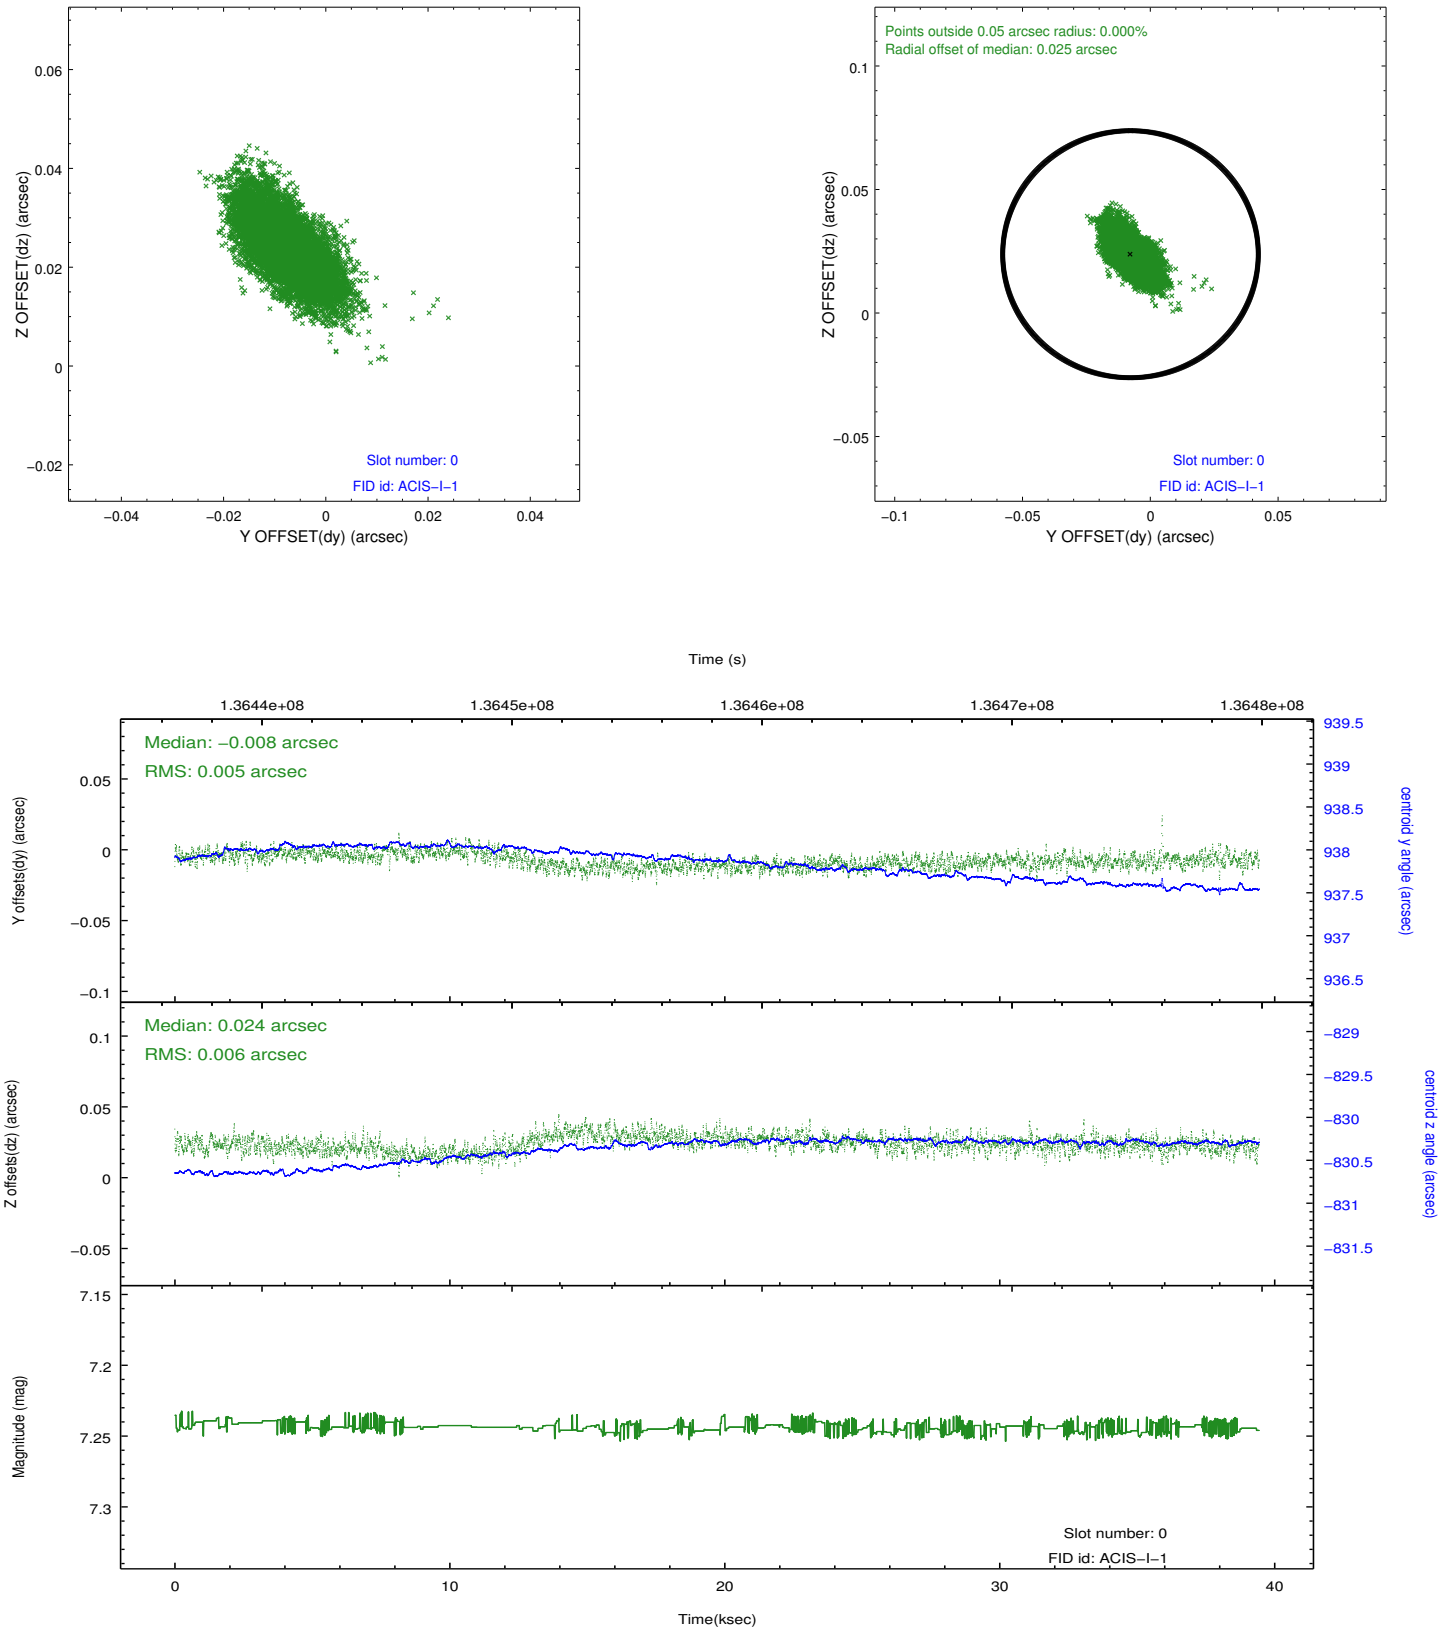 0.06
0.04
0.02
0
−0.02
Z OFFSET(dz) (arcsec)
Slot number: 0
FID id: ACIS−I−1
−0.04
−0.02
0
0.02
0.04
Y OFFSET(dy) (arcsec)
Points outside 0.05 arcsec radius: 0.000%
Radial offset of median: 0.025 arcsec
0.1
0.05
0
−0.05
Z OFFSET(dz) (arcsec)
Slot number: 0
FID id: ACIS−I−1
−0.1
−0.05
0
0.05
Y OFFSET(dy) (arcsec)
Time (s)
1.3644e+08
1.3645e+08
1.3646e+08
1.3647e+08
1.3648e+08
Median: −0.008 arcsec
RMS: 0.005 arcsec
0.05
0
−0.05
−0.1
Y offsets(dy) (arcsec)
939.5
939
938.5
938
937.5
937
936.5
centroid y angle (arcsec)
Median: 0.024 arcsec
RMS: 0.006 arcsec
0.1
0.05
0
−0.05
Z offsets(dz) (arcsec)
−829
−829.5
−830
−830.5
−831
−831.5
centroid z angle (arcsec)
7.15
7.2
7.25
7.3
Magnitude (mag)
Slot number: 0
FID id: ACIS−I−1
0
10
20
30
40
Time(ksec)